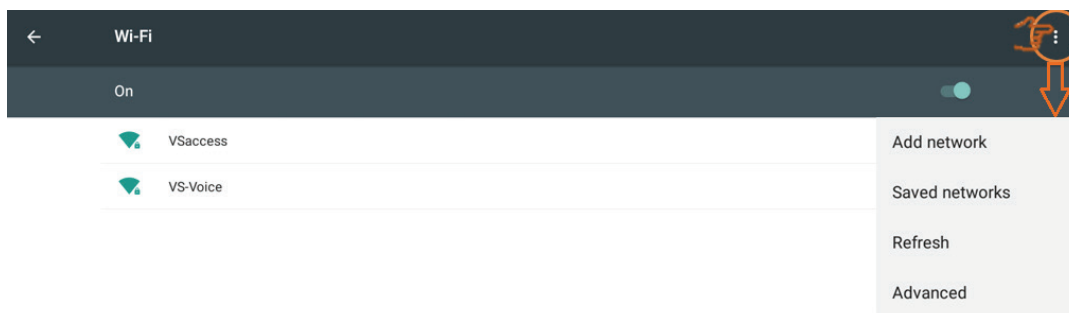 Wi-Fi
On
VSaccess
VS-Voice
Add network
Saved networks
Refresh
Advanced